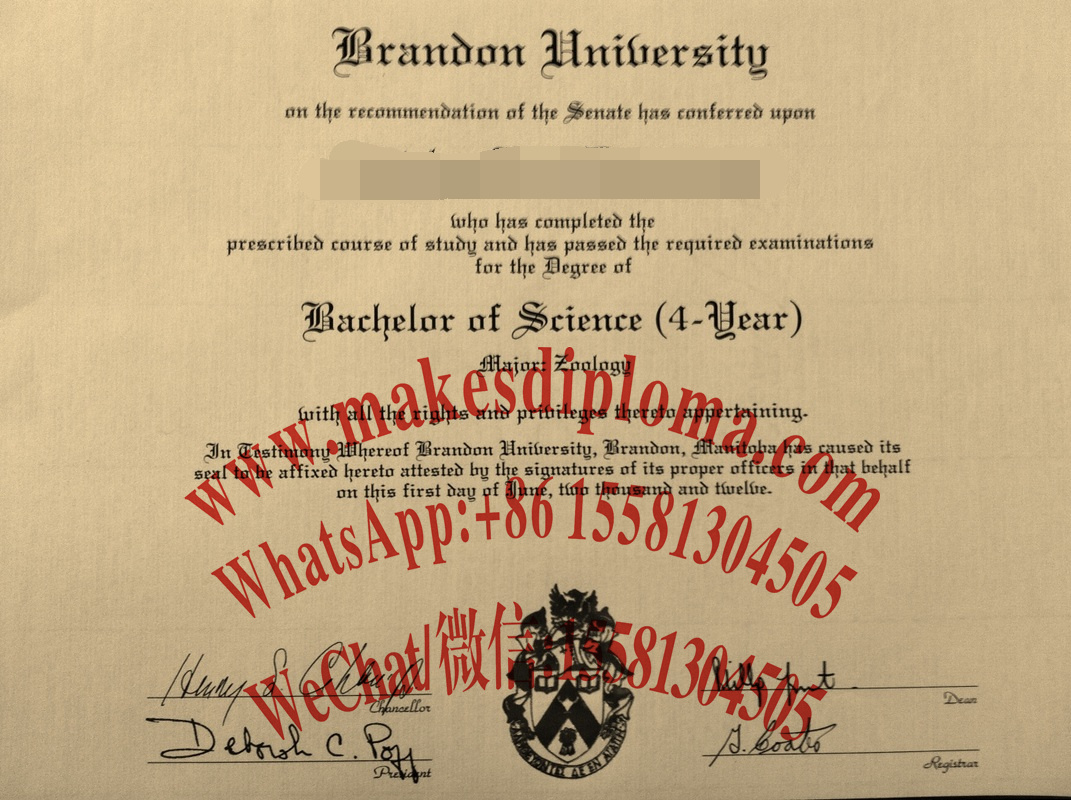 Brandon University
on the recommendation of the Senate has conferred upon
who has completed the
prescribed course of study and has passed the required examinations
for the Degree of
Bachelor of Science (4-Year)
Major: Zoology
with all the rights and privileges thereto appertaining.
In Testimony Whereof Brandon University, Brandon, Manitoba has caused its
seal to be affixed hereto attested by the signatures of its proper officers in that behalf
on this first day of June, two thousand and twelve.
www.makesdiploma.com
WhatsApp:+86 15581304505
WeChat/微信:15581304505
Henry
Chancellor
Dean
Deborah C. Poff
President
Registrar